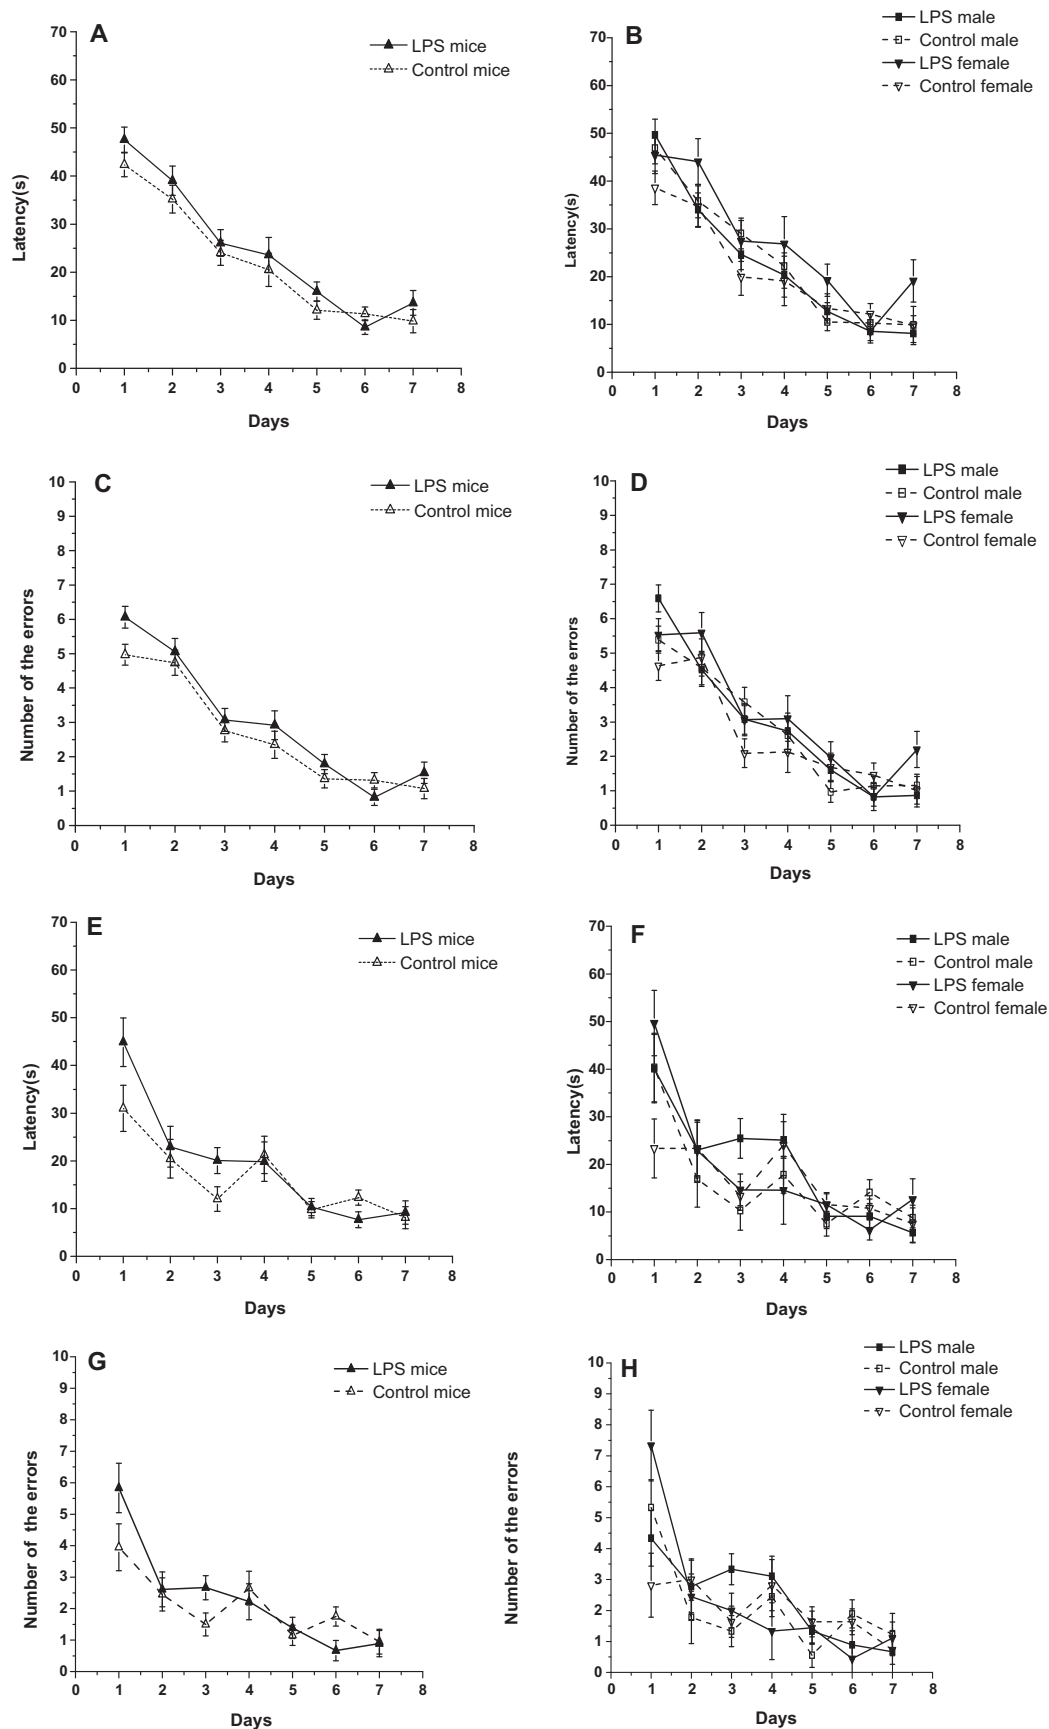 A
LPS mice
Control mice
Latency(s)
70
60
50
40
30
20
10
0
0 1 2 3 4 5 6 7 8
Days
B
LPS male
Control male
LPS female
Control female
Latency(s)
70
60
50
40
30
20
10
0
0 1 2 3 4 5 6 7 8
Days
C
LPS mice
Control mice
Number of the errors
10
9
8
7
6
5
4
3
2
1
0
0 1 2 3 4 5 6 7 8
Days
D
LPS male
Control male
LPS female
Control female
Number of the errors
10
9
8
7
6
5
4
3
2
1
0
0 1 2 3 4 5 6 7 8
Days
E
LPS mice
Control mice
Latency(s)
70
60
50
40
30
20
10
0
0 1 2 3 4 5 6 7 8
Days
F
LPS male
Control male
LPS female
Control female
Latency(s)
70
60
50
40
30
20
10
0
0 1 2 3 4 5 6 7 8
Days
G
LPS mice
Control mice
Number of the errors
10
9
8
7
6
5
4
3
2
1
0
0 1 2 3 4 5 6 7 8
Days
H
LPS male
Control male
LPS female
Control female
Number of the errors
10
9
8
7
6
5
4
3
2
1
0
0 1 2 3 4 5 6 7 8
Days